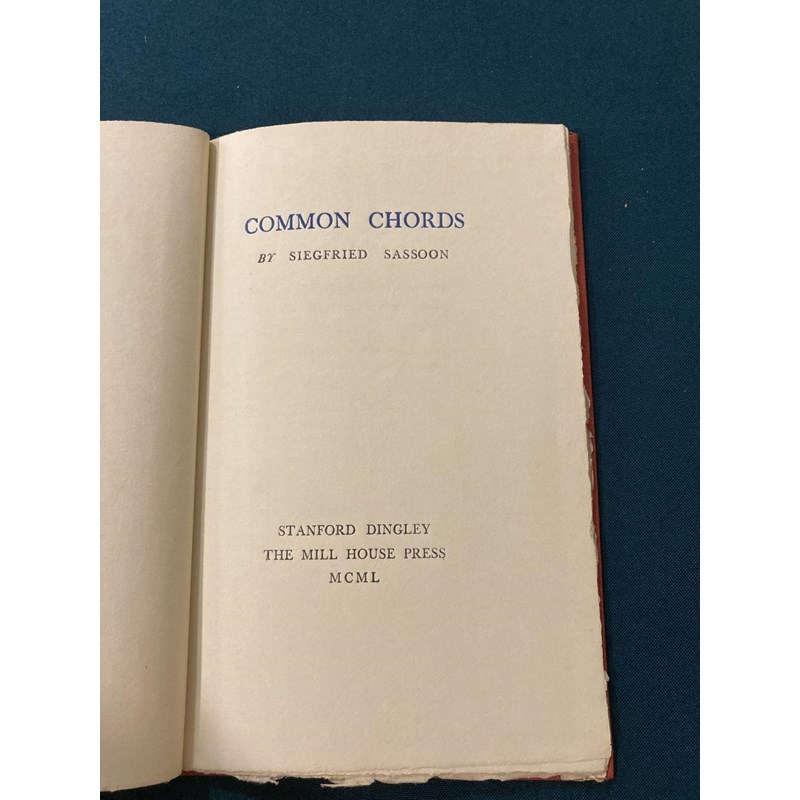 COMMON CHORDS
BY SIEGFRIED SASSOON
STANFORD DINGLEY
THE MILL HOUSE PRESS
MCML